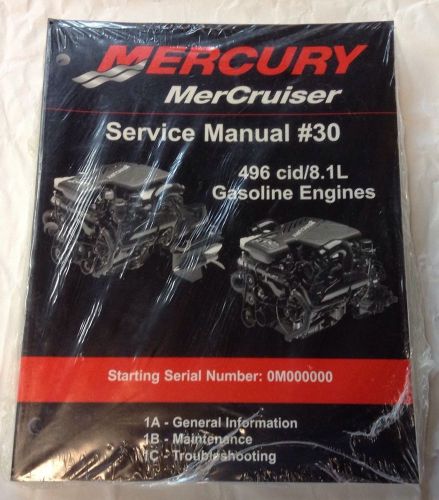 MERCURY
MerCruiser
Service Manual #30
496 cid/8.1L
Gasoline Engines
Starting Serial Number: 0M000000
1A - General Information
1B - Maintenance
1C - Troubleshooting